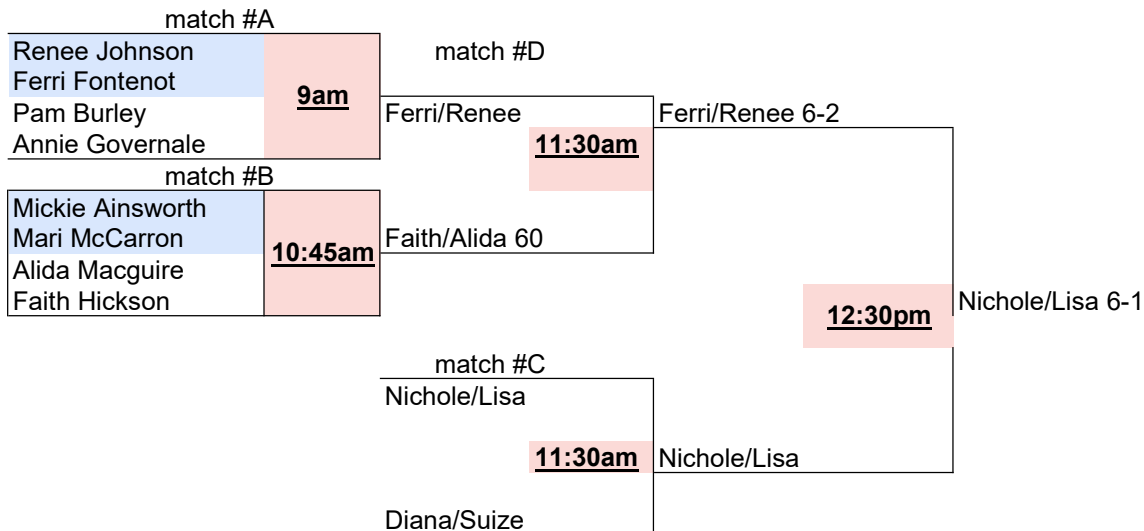 match #A
Renee Johnson
Ferri Fontenot
9am
Pam Burley
Annie Governale
match #D
Ferri/Renee
11:30am
Ferri/Renee 6-2
match #B
Mickie Ainsworth
Mari McCarron
10:45am
Alida Macguire
Faith Hickson
Faith/Alida 60
12:30pm
Nichole/Lisa 6-1
match #C
Nichole/Lisa
11:30am
Nichole/Lisa
Diana/Suize